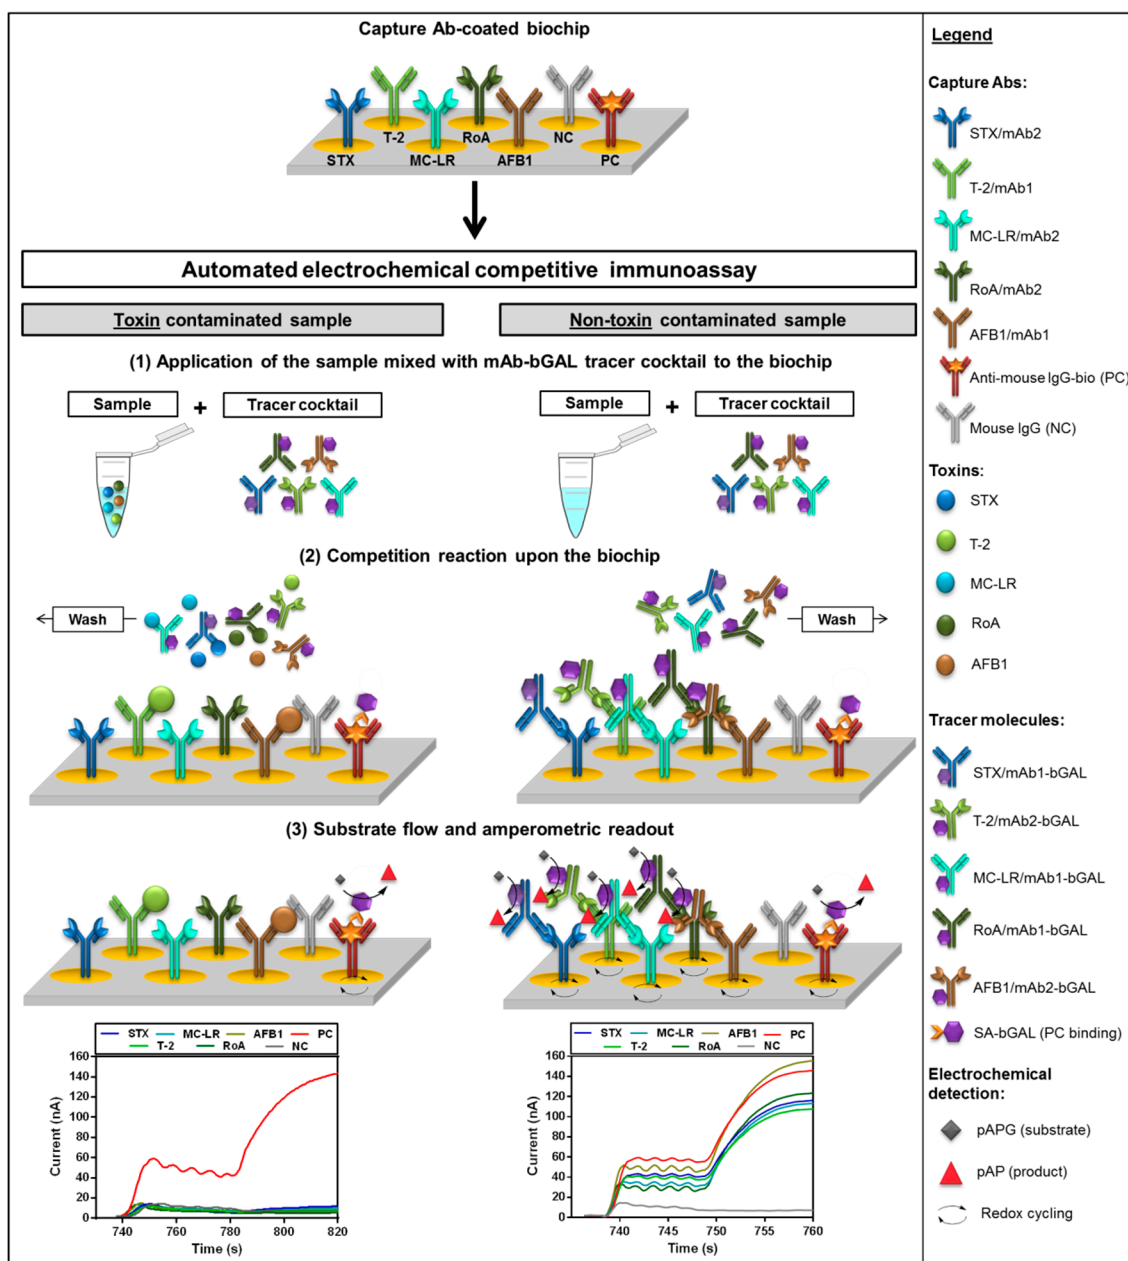 Capture Ab-coated biochip
T-2 RoA NC
STX MC-LR AFB1 PC
Automated electrochemical competitive immunoassay
Toxin contaminated sample
Non-toxin contaminated sample
(1) Application of the sample mixed with mAb-bGAL tracer cocktail to the biochip
Sample + Tracer cocktail
Sample + Tracer cocktail
(2) Competition reaction upon the biochip
Wash
Wash
(3) Substrate flow and amperometric readout
STX MC-LR AFB1 PC
T-2 RoA NC
Current (nA)
160
140
120
100
80
60
40
20
0
740 760 780 800 820
Time (s)
STX MC-LR AFB1 PC
T-2 RoA NC
Current (nA)
160
140
120
100
80
60
40
20
0
740 745 750 755 760
Time (s)
Legend
Capture Abs:
STX/mAb2
T-2/mAb1
MC-LR/mAb2
RoA/mAb2
AFB1/mAb1
Anti-mouse IgG-bio (PC)
Mouse IgG (NC)
Toxins:
STX
T-2
MC-LR
RoA
AFB1
Tracer molecules:
STX/mAb1-bGAL
T-2/mAb2-bGAL
MC-LR/mAb1-bGAL
RoA/mAb1-bGAL
AFB1/mAb2-bGAL
SA-bGAL (PC binding)
Electrochemical
detection:
pAPG (substrate)
pAP (product)
Redox cycling